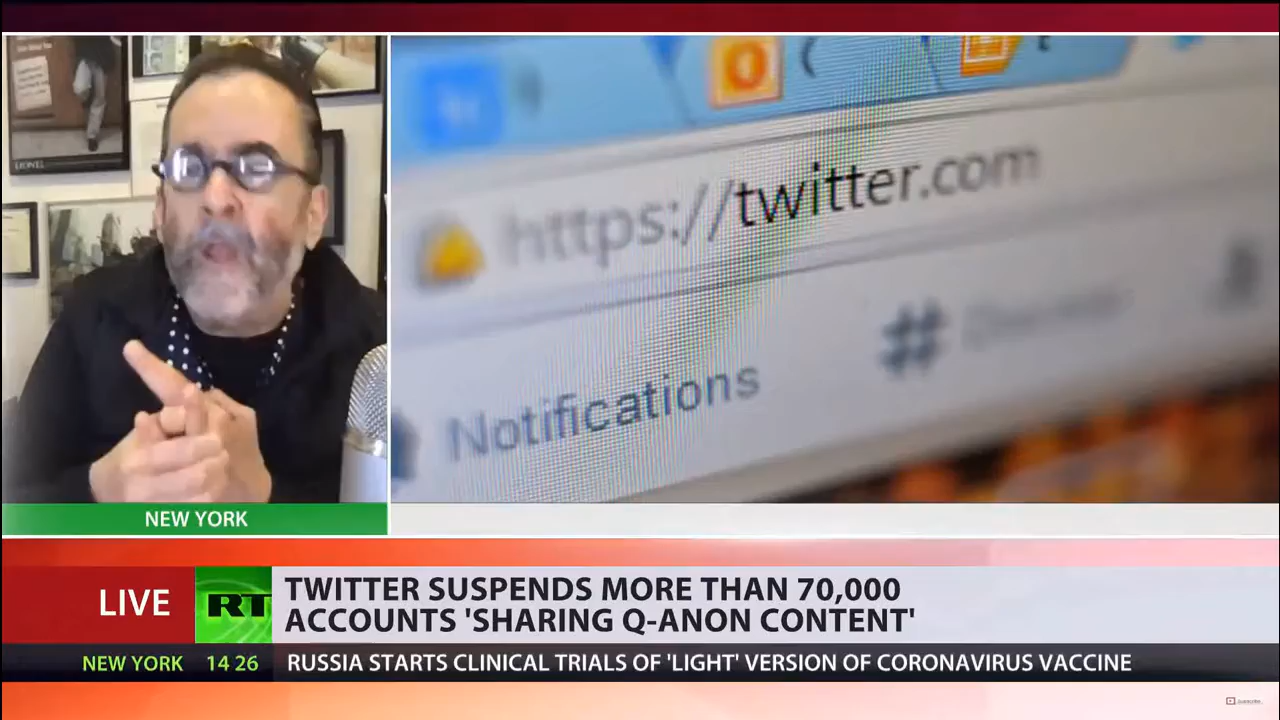 LIONEL
https://twitter.com
Notifications
#
NEW YORK
LIVE
RT
TWITTER SUSPENDS MORE THAN 70,000
ACCOUNTS 'SHARING Q-ANON CONTENT'
NEW YORK 14 26
RUSSIA STARTS CLINICAL TRIALS OF 'LIGHT' VERSION OF CORONAVIRUS VACCINE